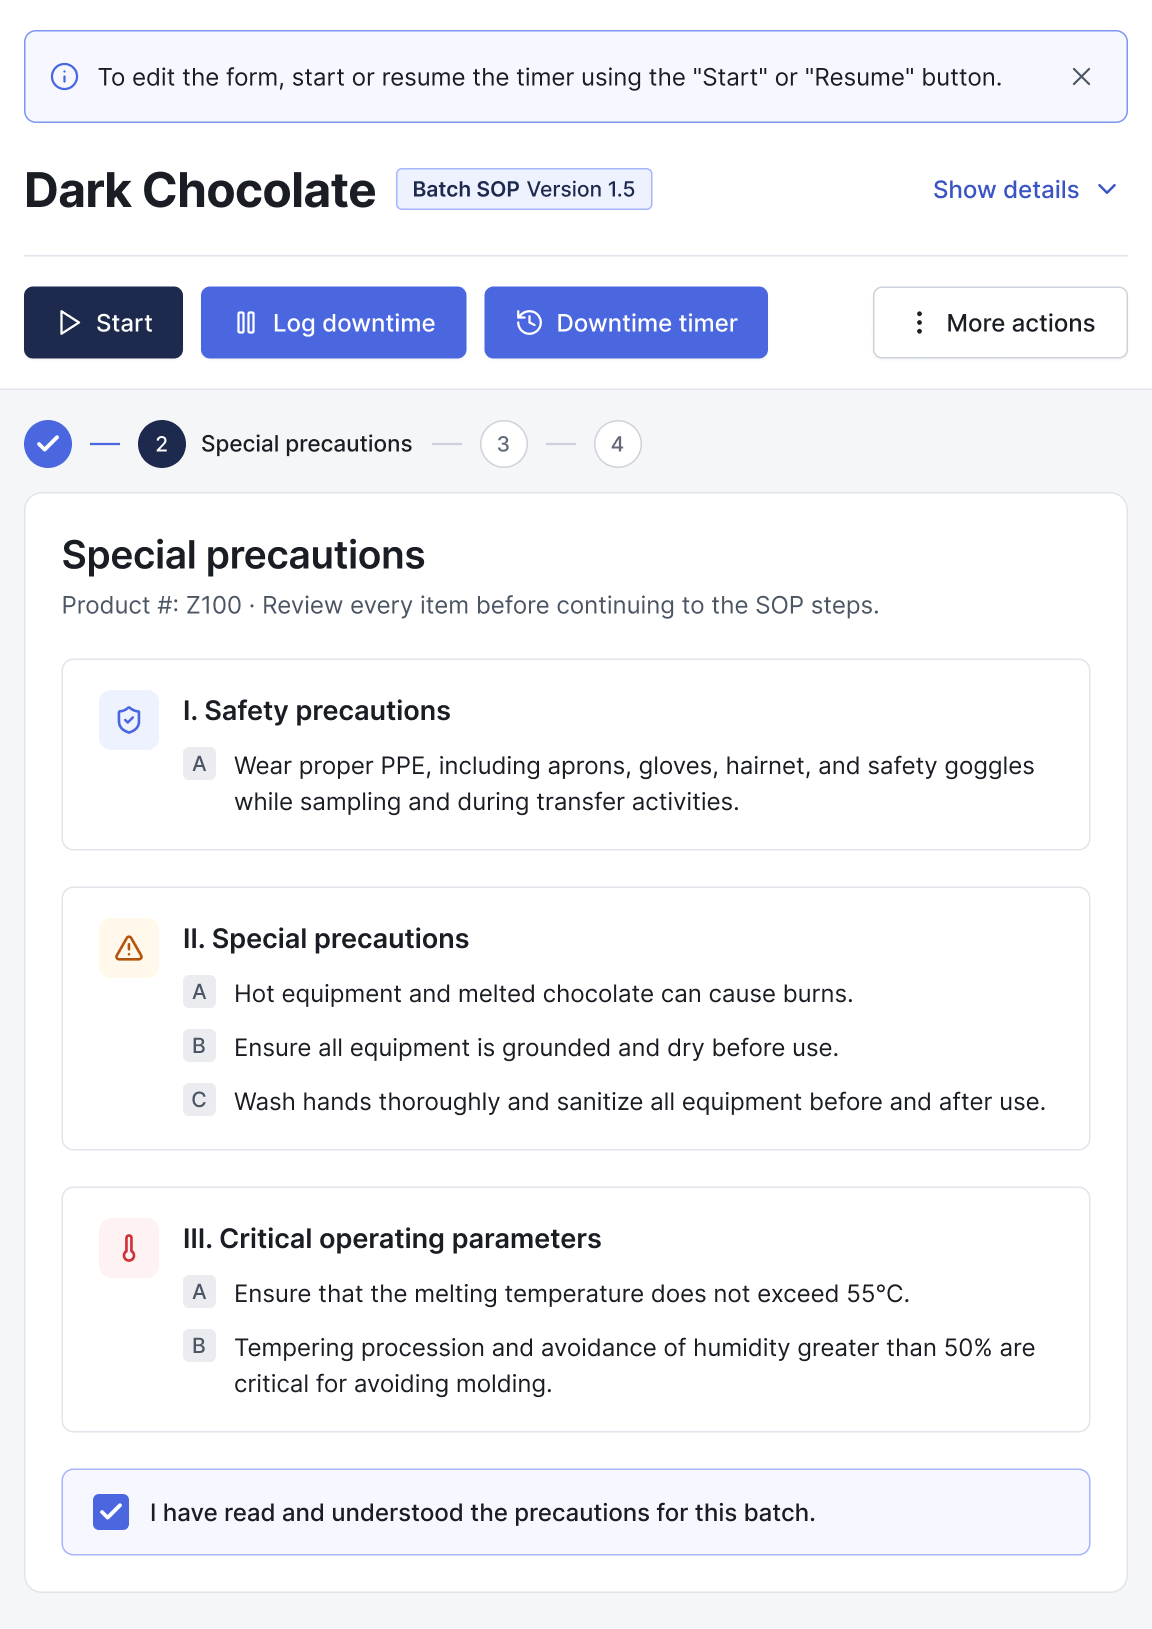 To edit the form, start or resume the timer using the "Start" or "Resume" button.
Dark Chocolate
Batch SOP Version 1.5
Show details
Start
Log downtime
Downtime timer
More actions
2
Special precautions
3
4
Special precautions
Product #: Z100 · Review every item before continuing to the SOP steps.
I. Safety precautions
A Wear proper PPE, including aprons, gloves, hairnet, and safety goggles
while sampling and during transfer activities.
II. Special precautions
A Hot equipment and melted chocolate can cause burns.
B Ensure all equipment is grounded and dry before use.
C Wash hands thoroughly and sanitize all equipment before and after use.
III. Critical operating parameters
A Ensure that the melting temperature does not exceed 55°C.
B Tempering procession and avoidance of humidity greater than 50% are
critical for avoiding molding.
I have read and understood the precautions for this batch.